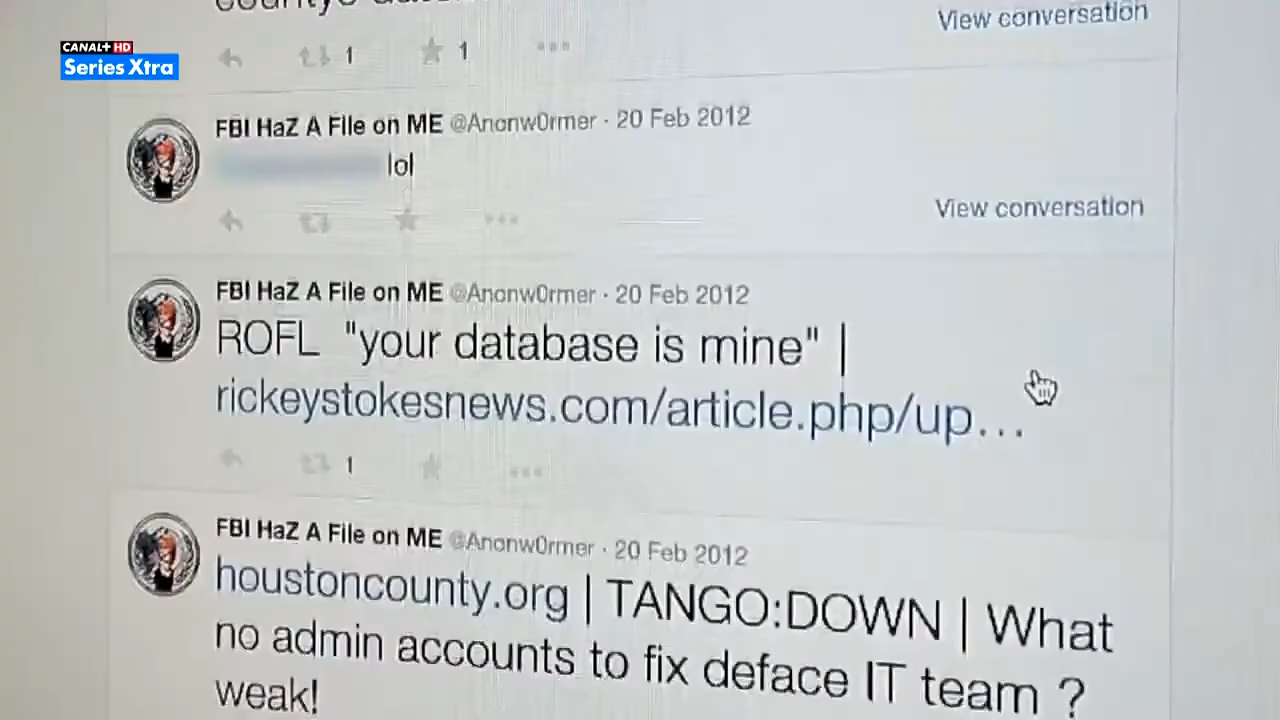 View conversation
1 1
CANAL+ HD
Series Xtra
FBI HaZ A File on ME @Anonw0rmer · 20 Feb 2012
lol
View conversation
FBI HaZ A File on ME @Anonw0rmer · 20 Feb 2012
ROFL "your database is mine" |
rickeystokesnews.com/article.php/up...
1
FBI HaZ A File on ME @Anonw0rmer · 20 Feb 2012
houstoncounty.org | TANGO:DOWN | What
no admin accounts to fix deface IT team ?
weak!